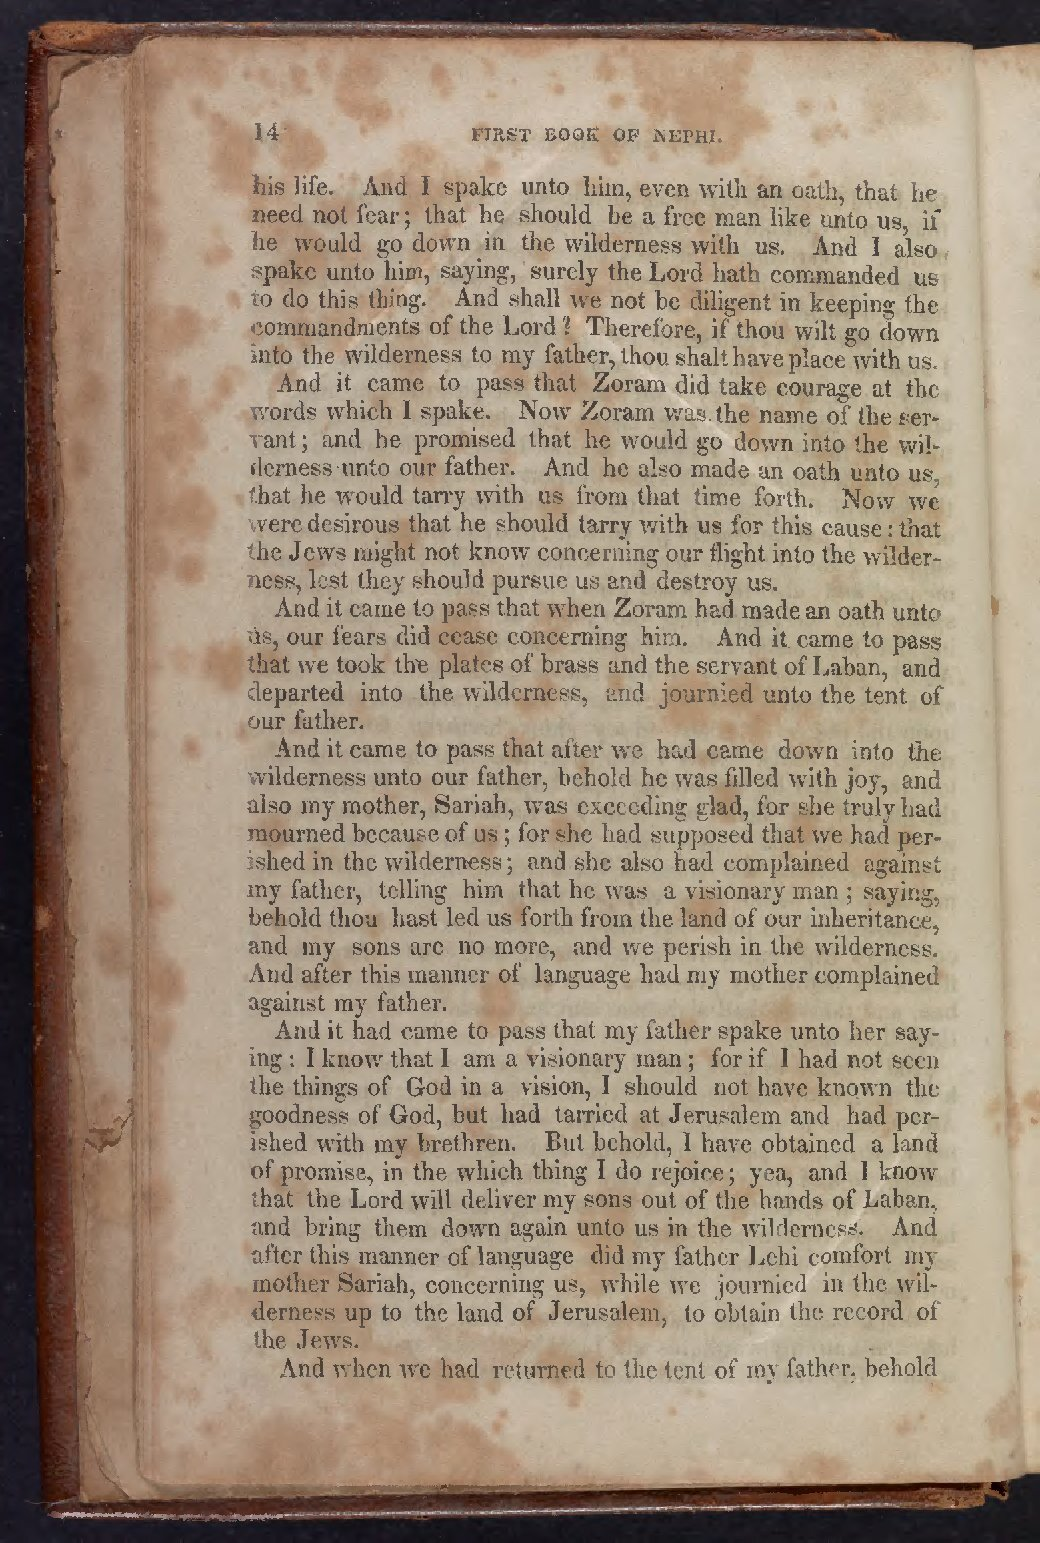 14 FIRST BOOK OF NEPHI.
his life. And I spake unto him, even with an oath, that he
need not fear; that he should be a free man like unto us, if
he would go down in the wilderness with us. And I also
spake unto him, saying, surely the Lord hath commanded us
to do this thing. And shall we not be diligent in keeping the
commandments of the Lord? Therefore, if thou wilt go down
into the wilderness to my father, thou shalt have place with us.
And it came to pass that Zoram did take courage at the
words which I spake. Now Zoram was the name of the ser-
vant; and he promised that he would go down into the wil-
derness unto our father. And he also made an oath unto us,
that he would tarry with us from that time forth. Now we
were desirous that he should tarry with us for this cause: that
the Jews might not know concerning our flight into the wilder-
ness, lest they should pursue us and destroy us.
And it came to pass that when Zoram had made an oath unto
us, our fears did cease concerning him. And it came to pass
that we took the plates of brass and the servant of Laban, and
departed into the wilderness, and journied unto the tent of
our father.
And it came to pass that after we had came down into the
wilderness unto our father, behold he was filled with joy, and
also my mother, Sariah, was exceeding glad, for she truly had
mourned because of us; for she had supposed that we had per-
ished in the wilderness; and she also had complained against
my father, telling him that he was a visionary man; saying,
behold thou hast led us forth from the land of our inheritance,
and my sons are no more, and we perish in the wilderness.
And after this manner of language had my mother complained
against my father.
And it had came to pass that my father spake unto her say-
ing: I know that I am a visionary man; for if I had not seen
the things of God in a vision, I should not have known the
goodness of God, but had tarried at Jerusalem and had per-
ished with my brethren. But behold, I have obtained a land
of promise, in the which thing I do rejoice; yea, and I know
that the Lord will deliver my sons out of the hands of Laban,
and bring them down again unto us in the wilderness. And
after this manner of language did my father Lehi comfort my
mother Sariah, concerning us, while we journied in the wil-
derness up to the land of Jerusalem, to obtain the record of
the Jews.
And when we had returned to the tent of my father, behold